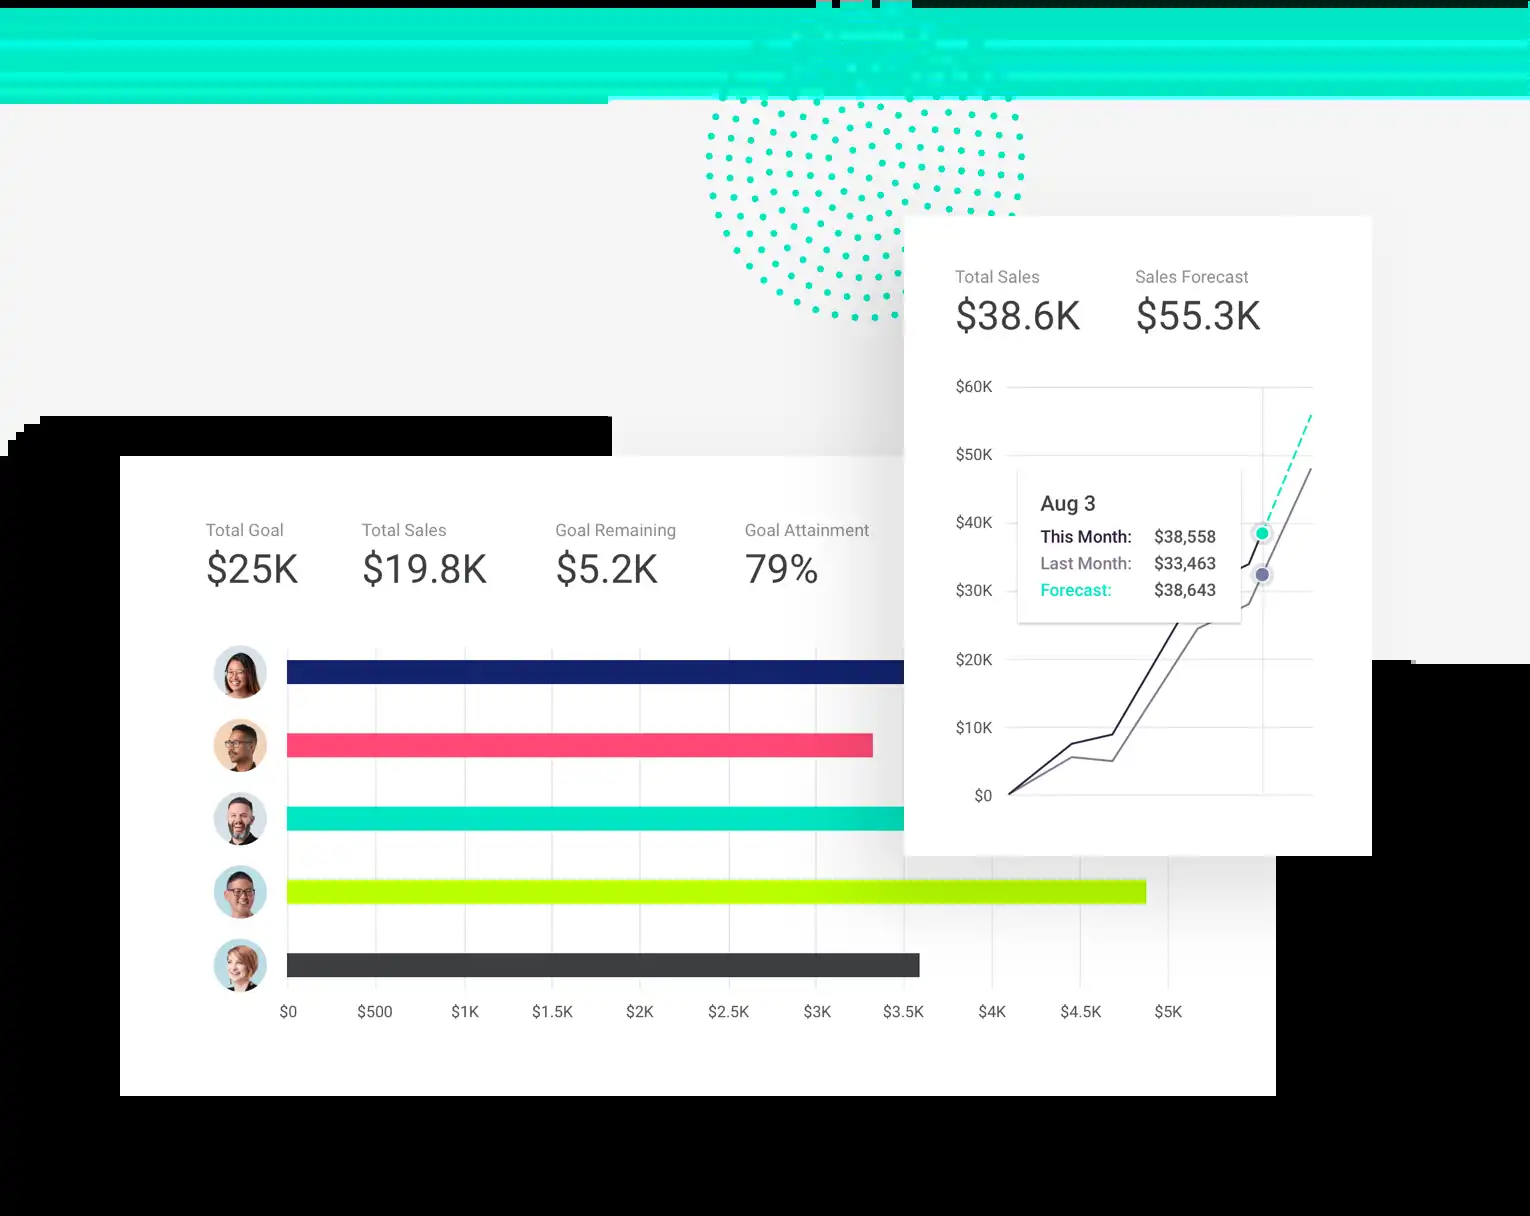 Total Sales Sales Forecast
$38.6K $55.3K
$60K
$50K
$40K
$30K
$20K
$10K
$0
Aug 3
This Month: $38,558
Last Month: $33,463
Forecast: $38,643
Total Goal Total Sales Goal Remaining Goal Attainment
$25K $19.8K $5.2K 79%
$0 $500 $1K $1.5K $2K $2.5K $3K $3.5K $4K $4.5K $5K